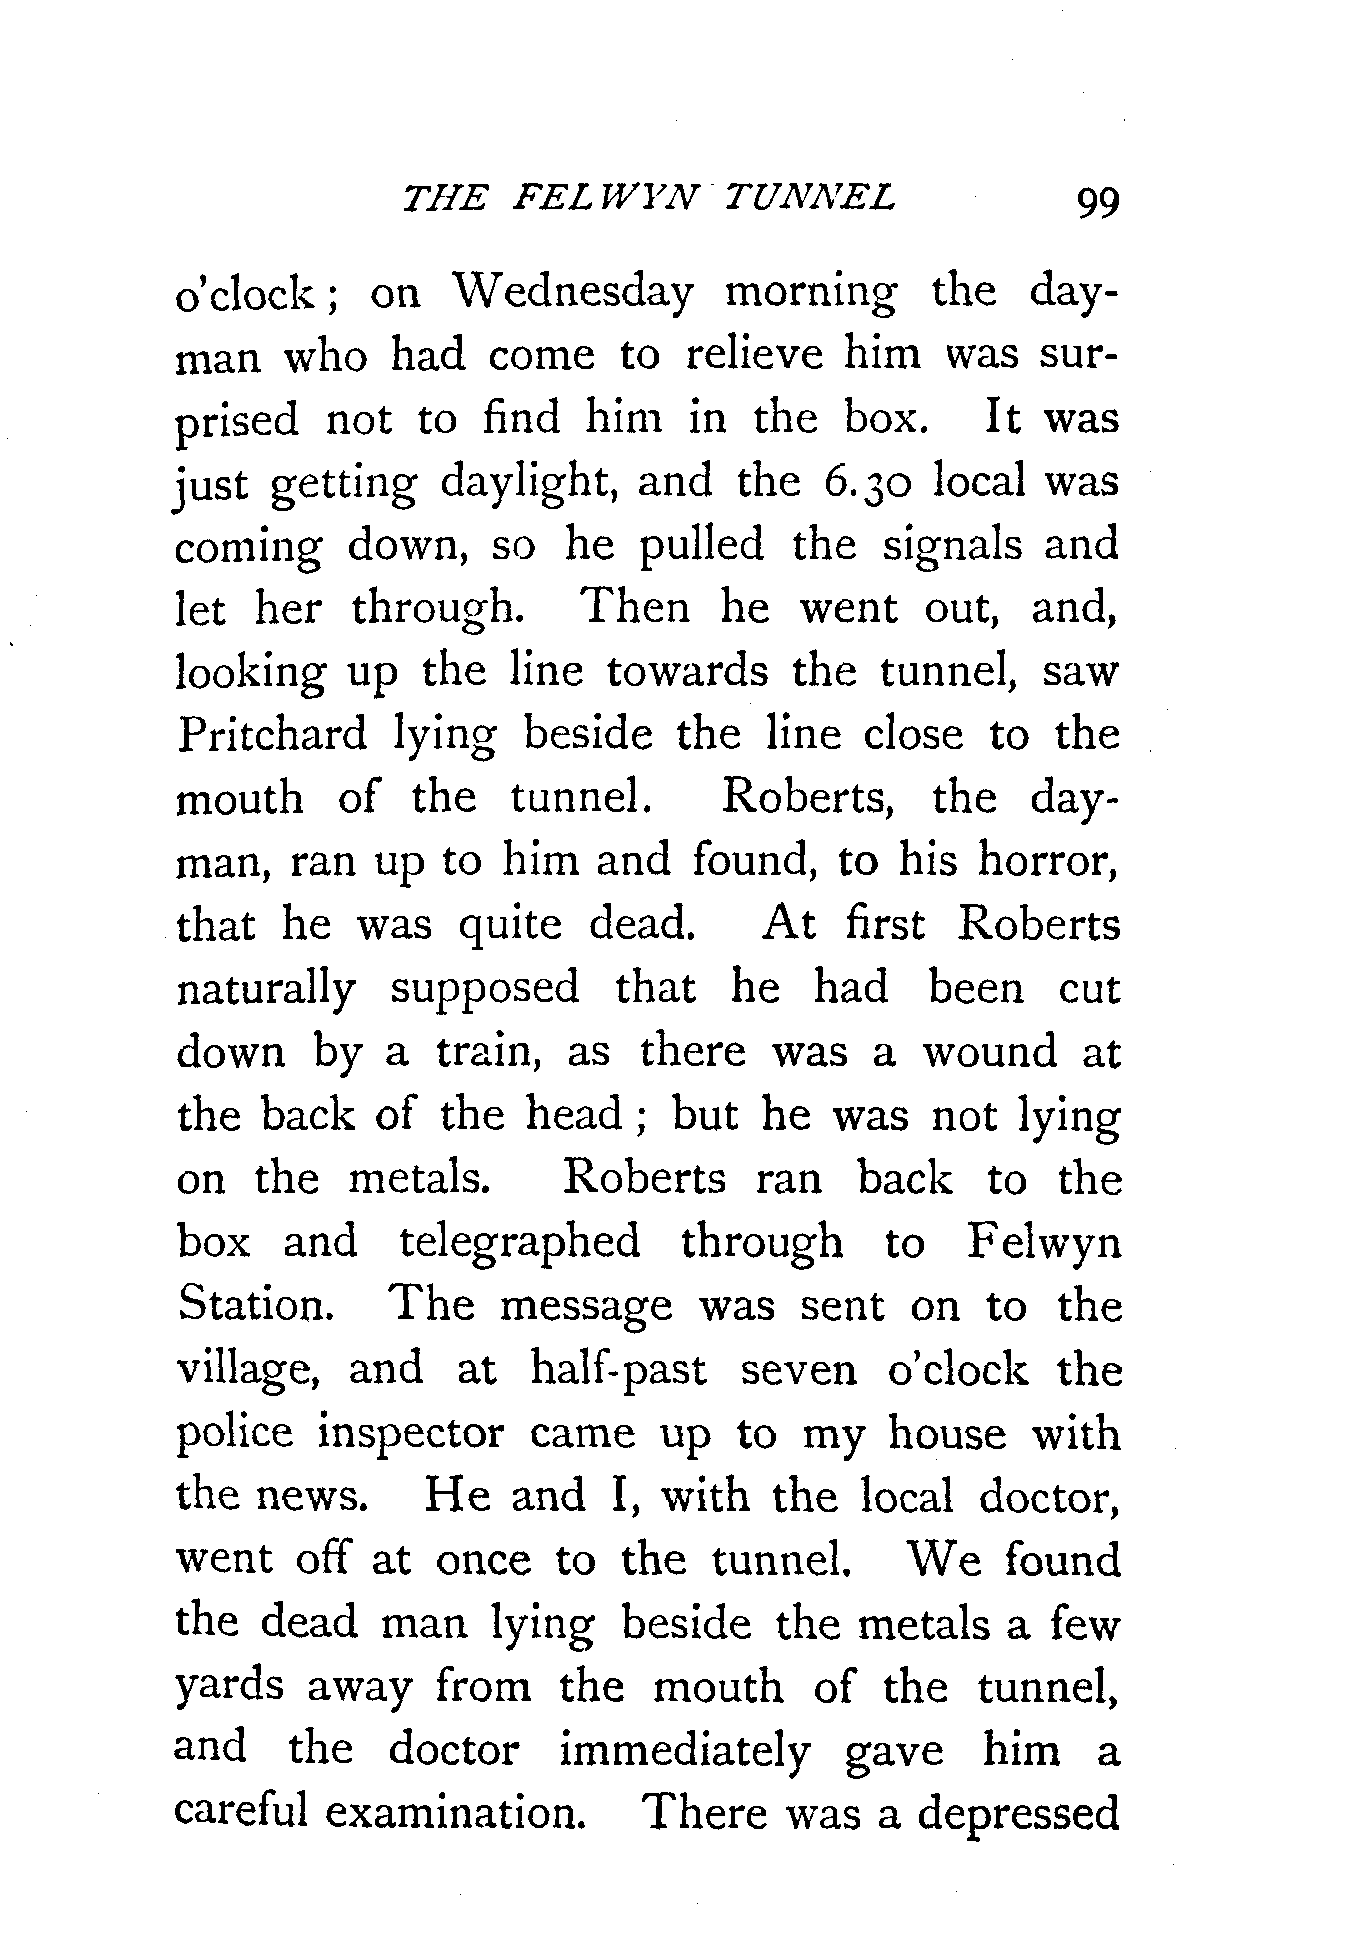 THE FELWYN TUNNEL 99
o'clock ; on Wednesday morning the day-
man who had come to relieve him was sur-
prised not to find him in the box. It was
just getting daylight, and the 6.30 local was
coming down, so he pulled the signals and
let her through. Then he went out, and,
looking up the line towards the tunnel, saw
Pritchard lying beside the line close to the
mouth of the tunnel. Roberts, the day-
man, ran up to him and found, to his horror,
that he was quite dead. At first Roberts
naturally supposed that he had been cut
down by a train, as there was a wound at
the back of the head ; but he was not lying
on the metals. Roberts ran back to the
box and telegraphed through to Felwyn
Station. The message was sent on to the
village, and at half-past seven o'clock the
police inspector came up to my house with
the news. He and I, with the local doctor,
went off at once to the tunnel. We found
the dead man lying beside the metals a few
yards away from the mouth of the tunnel,
and the doctor immediately gave him a
careful examination. There was a depressed